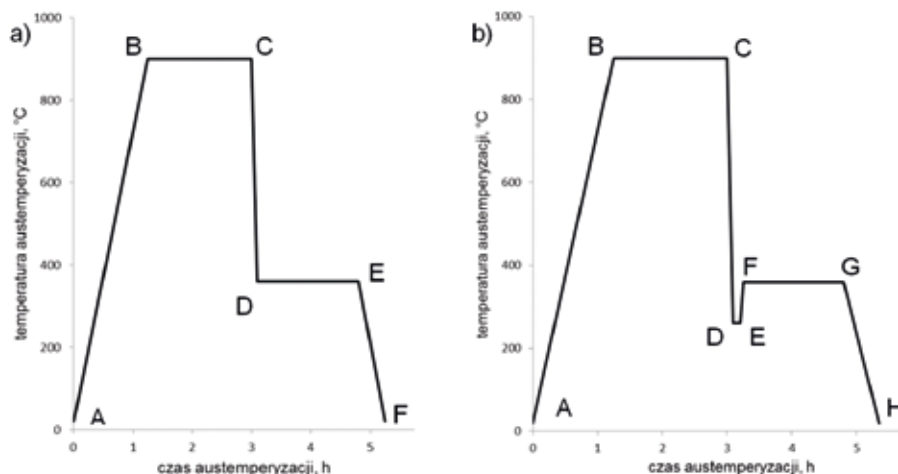 a)
temperatura austemperyzacji, °C
1000
800
600
400
200
0
B C
D
E
A
F
0 1 2 3 4 5
czas austemperyzacji, h
b)
temperatura austemperyzacji, °C
1000
800
600
400
200
0
B C
F G
D E
A
H
0 1 2 3 4 5
czas austemperyzacji, h